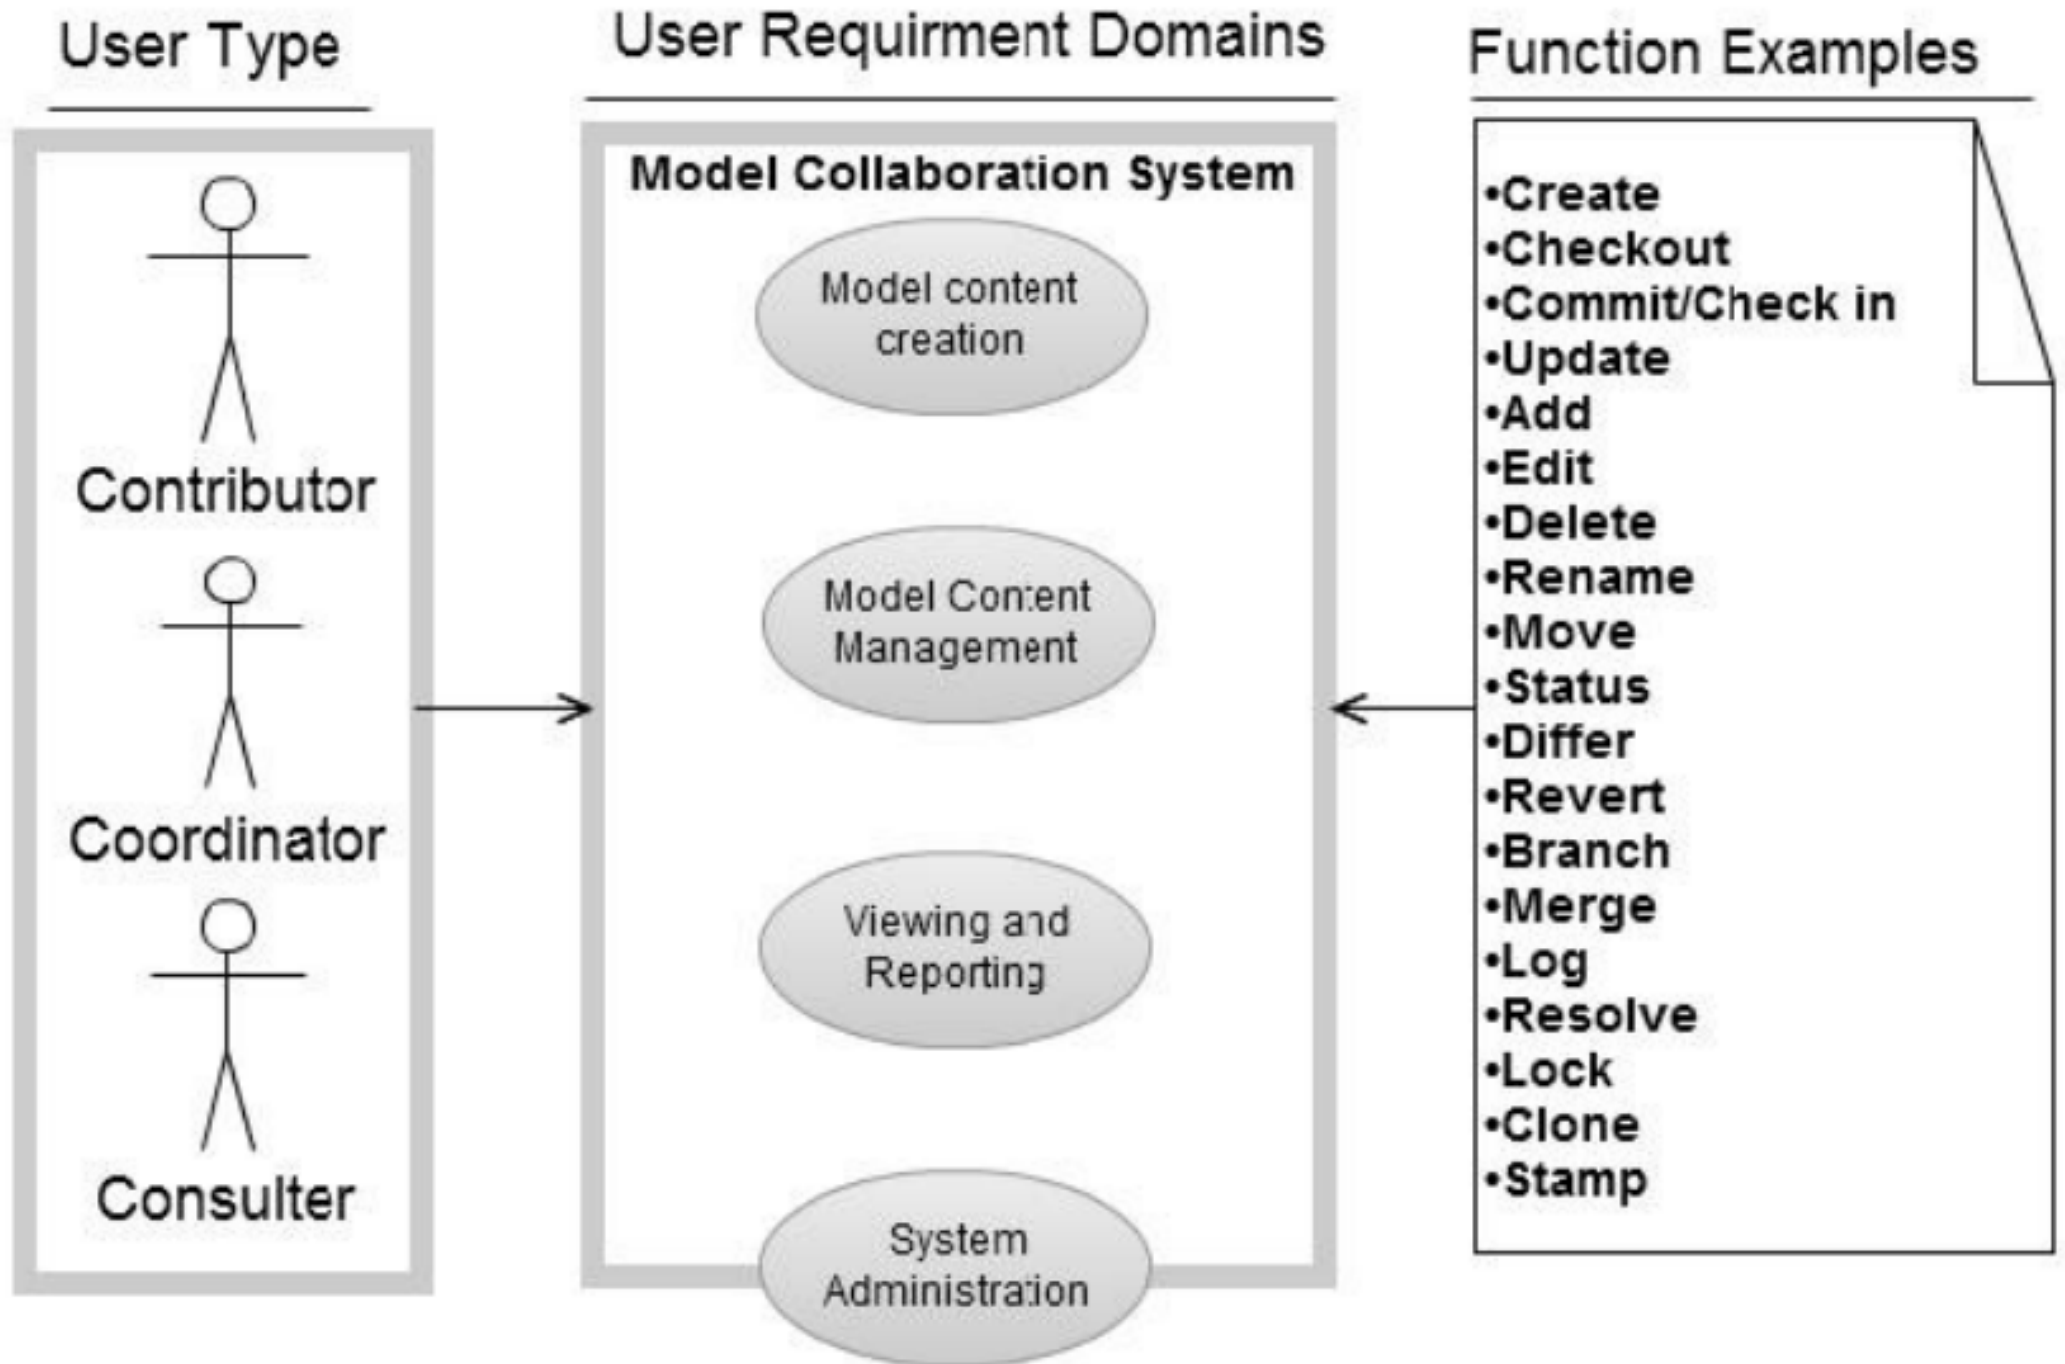 User Type
Contributor
Coordinator
Consulter
User Requirment Domains
Model Collaboration System
Model content
creation
Model Content
Management
Viewing and
Reporting
System
Administration
Function Examples
•Create
•Checkout
•Commit/Check in
•Update
•Add
•Edit
•Delete
•Rename
•Move
•Status
•Differ
•Revert
•Branch
•Merge
•Log
•Resolve
•Lock
•Clone
•Stamp